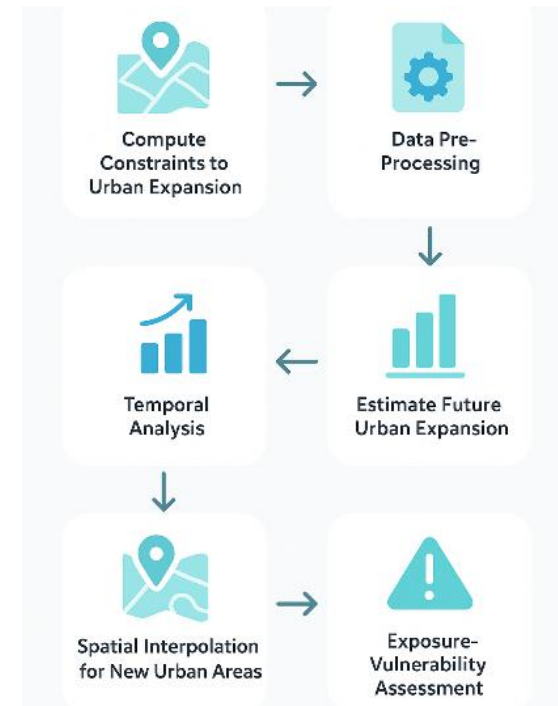 Compute
Constraints to
Urban Expansion
Data Pre-
Processing
Temporal
Analysis
Estimate Future
Urban Expansion
Spatial Interpolation
for New Urban Areas
Exposure-
Vulnerability
Assessment